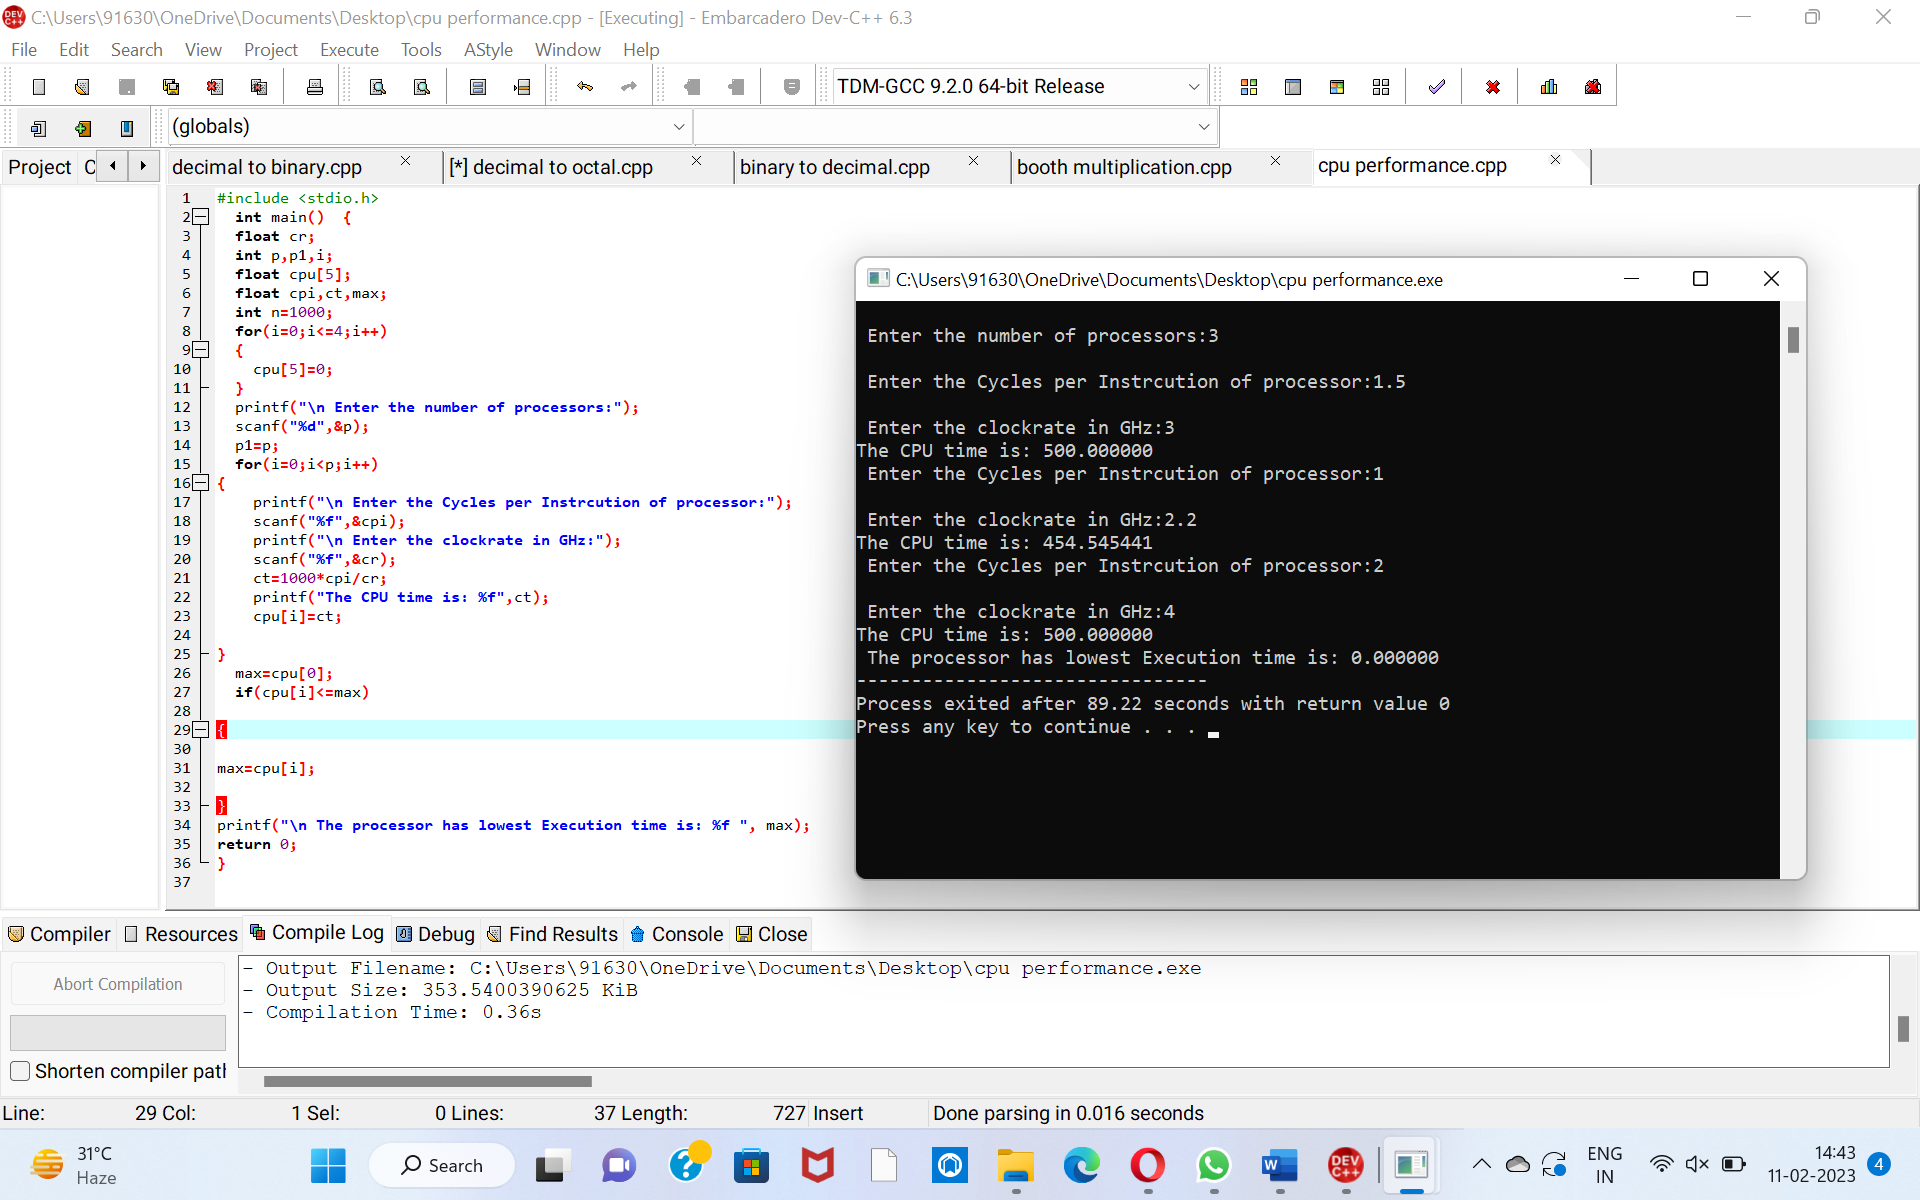 C:\Users\91630\OneDrive\Documents\Desktop\cpu performance.cpp - [Executing] - Embarcadero Dev-C++ 6.3
File Edit Search View Project Execute Tools AStyle Window Help
TDM-GCC 9.2.0 64-bit Release
(globals)
Project C
decimal to binary.cpp
[*] decimal to octal.cpp
binary to decimal.cpp
booth multiplication.cpp
cpu performance.cpp
1 #include <stdio.h>
2 int main() {
3 float cr;
4 int p,p1,i;
5 float cpu[5];
6 float cpi,ct,max;
7 int n=1000;
8 for(i=0;i<=4;i++)
9 {
10 cpu[5]=0;
11 }
12 printf("\n Enter the number of processors:");
13 scanf("%d",&p);
14 p1=p;
15 for(i=0;i<p;i++)
16 {
17 printf("\n Enter the Cycles per Instrcution of processor:");
18 scanf("%f",&cpi);
19 printf("\n Enter the clockrate in GHz:");
20 scanf("%f",&cr);
21 ct=1000*cpi/cr;
22 printf("The CPU time is: %f",ct);
23 cpu[i]=ct;
24
25 }
26 max=cpu[0];
27 if(cpu[i]<=max)
28
29 {
30
31 max=cpu[i];
32
33 }
34 printf("\n The processor has lowest Execution time is: %f ", max);
35 return 0;
36 }
37
C:\Users\91630\OneDrive\Documents\Desktop\cpu performance.exe
Enter the number of processors:3
Enter the Cycles per Instrcution of processor:1.5
Enter the clockrate in GHz:3
The CPU time is: 500.000000
Enter the Cycles per Instrcution of processor:1
Enter the clockrate in GHz:2.2
The CPU time is: 454.545441
Enter the Cycles per Instrcution of processor:2
Enter the clockrate in GHz:4
The CPU time is: 500.000000
The processor has lowest Execution time is: 0.000000
--------------------------------
Process exited after 89.22 seconds with return value 0
Press any key to continue . . .
Compiler Resources Compile Log Debug Find Results Console Close
Abort Compilation
Shorten compiler path
- Output Filename: C:\Users\91630\OneDrive\Documents\Desktop\cpu performance.exe
- Output Size: 353.5400390625 KiB
- Compilation Time: 0.36s
Line: 29 Col: 1 Sel: 0 Lines: 37 Length: 727 Insert Done parsing in 0.016 seconds
31°C
Haze
Search
DEV
C++
ENG
IN
14:43
11-02-2023
4